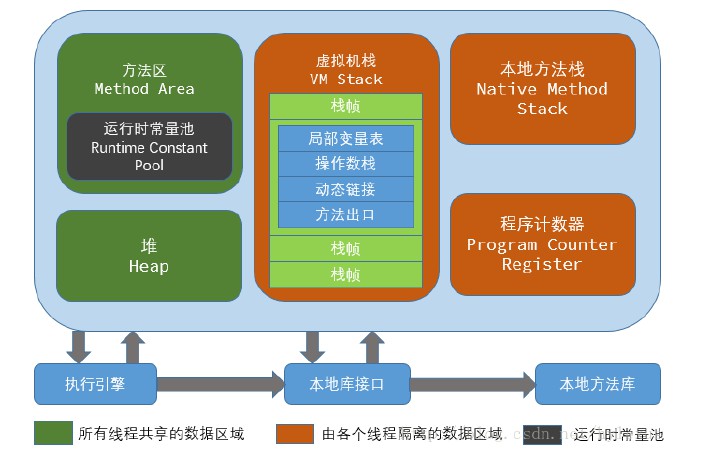 方法区
Method Area
运行时常量池
Runtime Constant
Pool
堆
Heap
虚拟机栈
VM Stack
栈帧
局部变量表
操作数栈
动态链接
方法出口
栈帧
栈帧
本地方法栈
Native Method
Stack
程序计数器
Program Counter
Register
执行引擎
本地库接口
本地方法库
所有线程共享的数据区域
由各个线程隔离的数据区域
运行时常量池